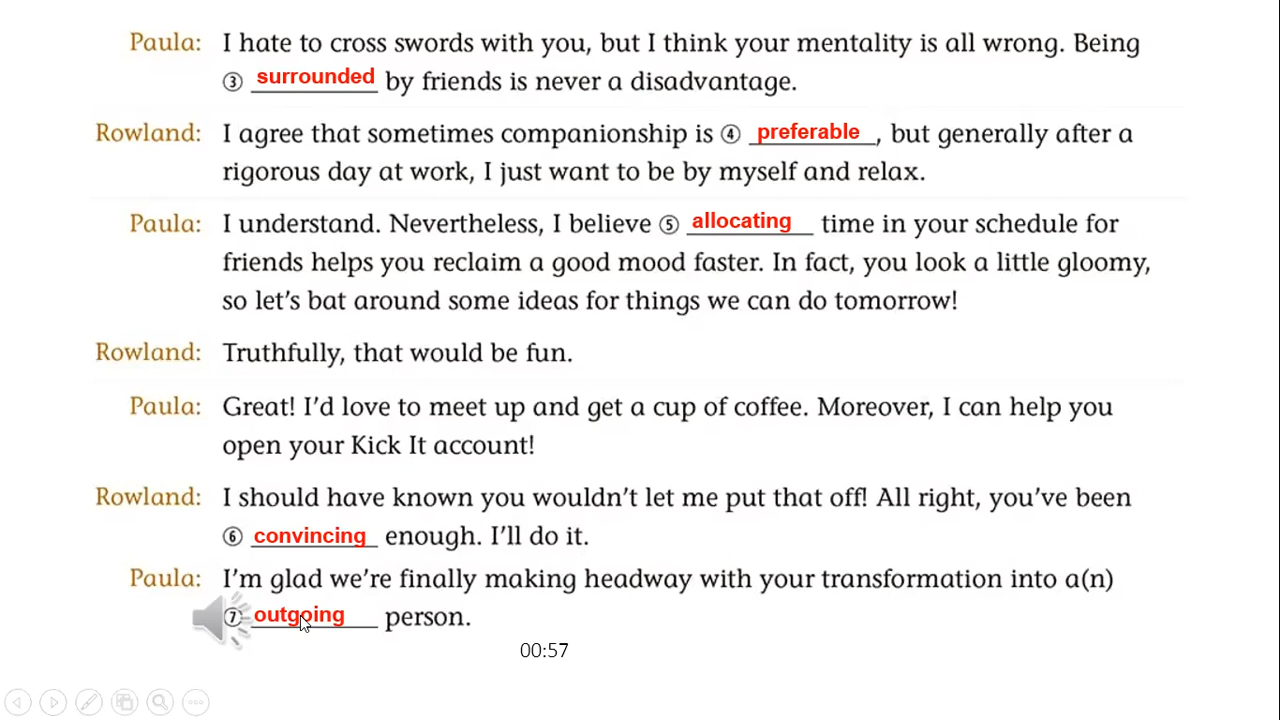 Paula: I hate to cross swords with you, but I think your mentality is all wrong. Being
③ surrounded by friends is never a disadvantage.
Rowland: I agree that sometimes companionship is ④ preferable, but generally after a
rigorous day at work, I just want to be by myself and relax.
Paula: I understand. Nevertheless, I believe ⑤ allocating time in your schedule for
friends helps you reclaim a good mood faster. In fact, you look a little gloomy,
so let's bat around some ideas for things we can do tomorrow!
Rowland: Truthfully, that would be fun.
Paula: Great! I'd love to meet up and get a cup of coffee. Moreover, I can help you
open your Kick It account!
Rowland: I should have known you wouldn't let me put that off! All right, you've been
⑥ convincing enough. I'll do it.
Paula: I'm glad we're finally making headway with your transformation into a(n)
⑦ outgoing person.
00:57